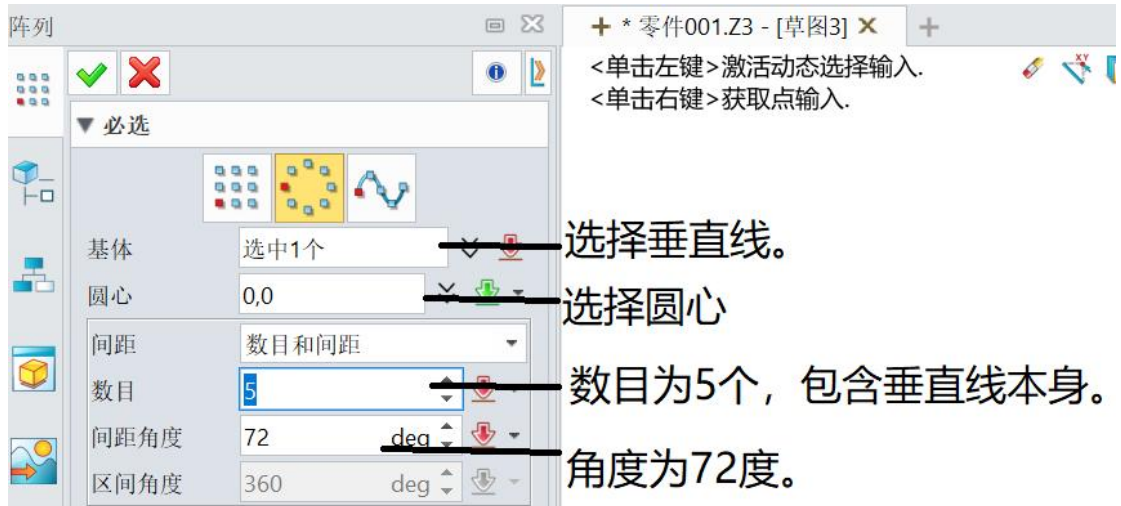 阵列
+ * 零件001.Z3 - [草图3] × +
<单击左键>激活动态选择输入.
<单击右键>获取点输入.
XY
▼ 必选
基体 选中1个 选择垂直线。
圆心 0,0 选择圆心
间距 数目和间距
数目 5 数目为5个，包含垂直线本身。
间距角度 72 deg 角度为72度。
区间角度 360 deg